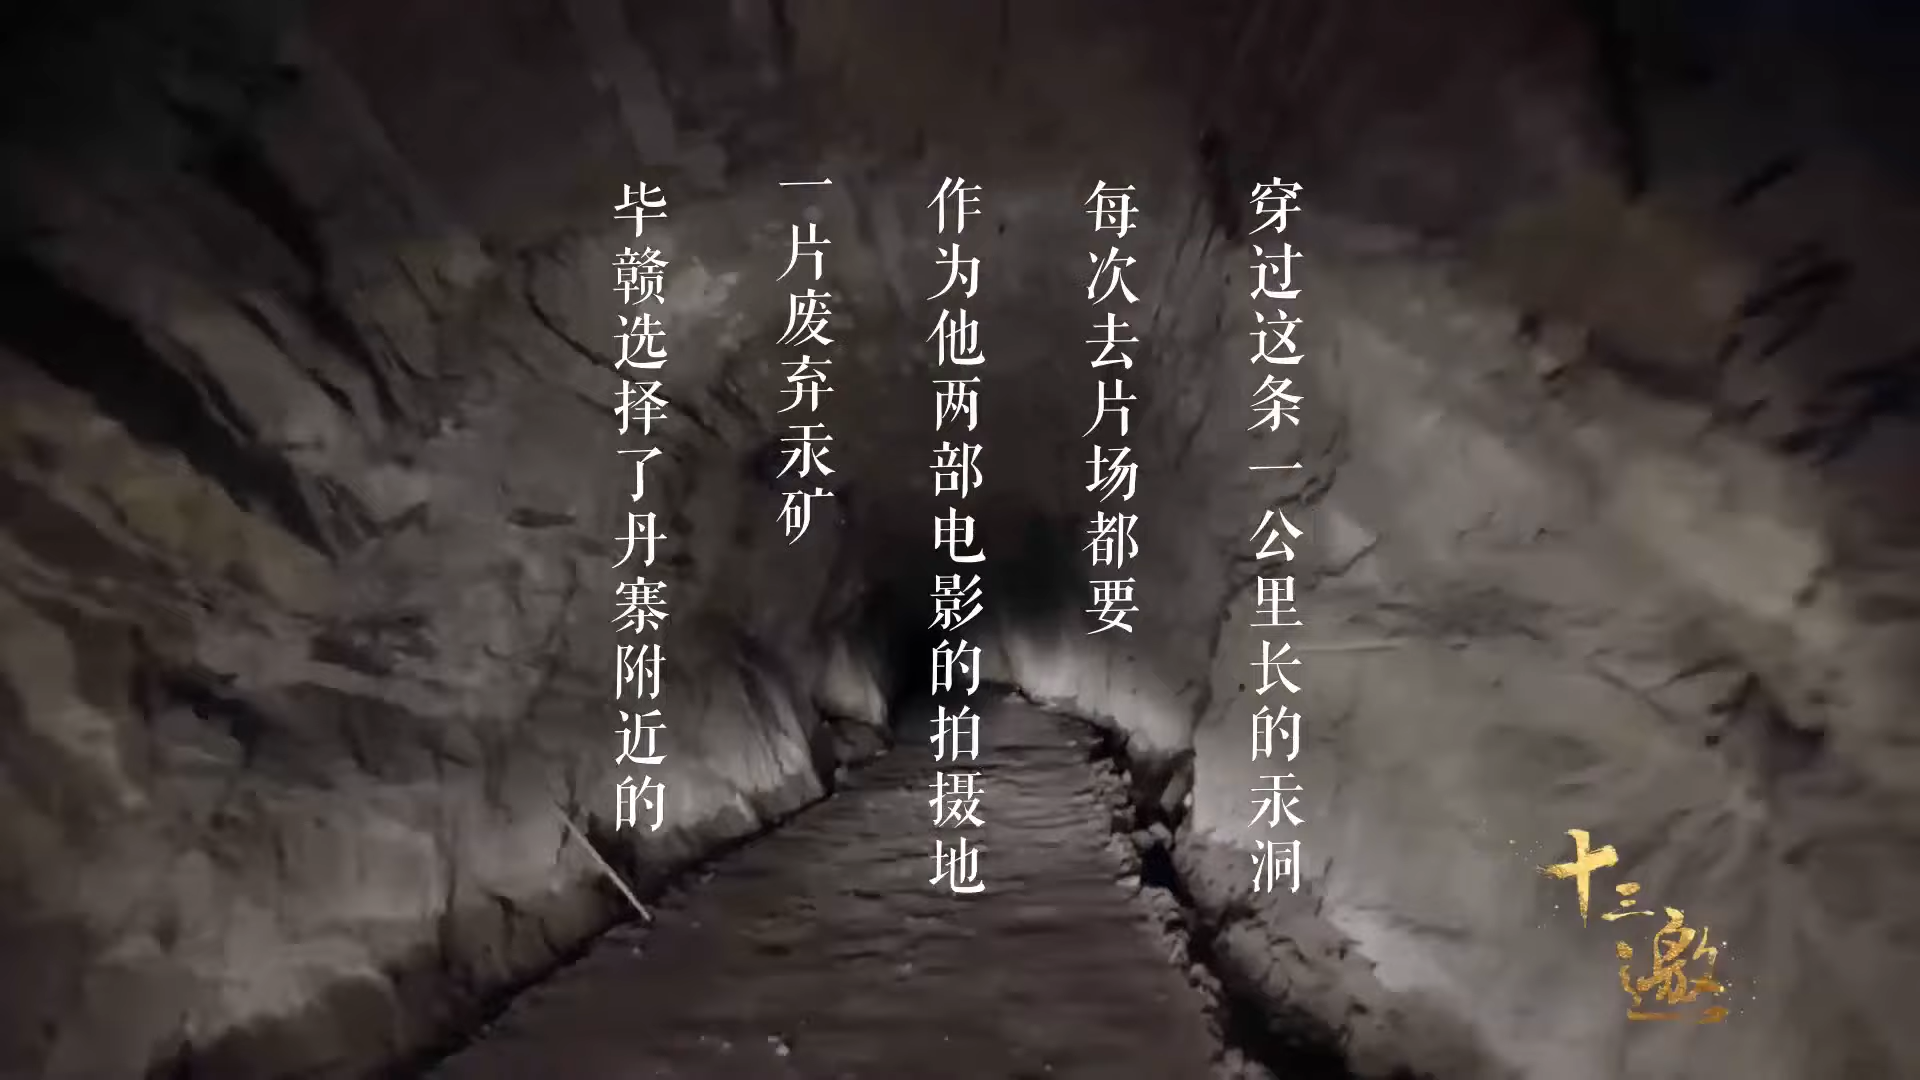 毕赣选择了丹寨附近的
一片废弃汞矿
作为他两部电影的拍摄地
每次去片场都要
穿过这条一公里长的汞洞
十三邀